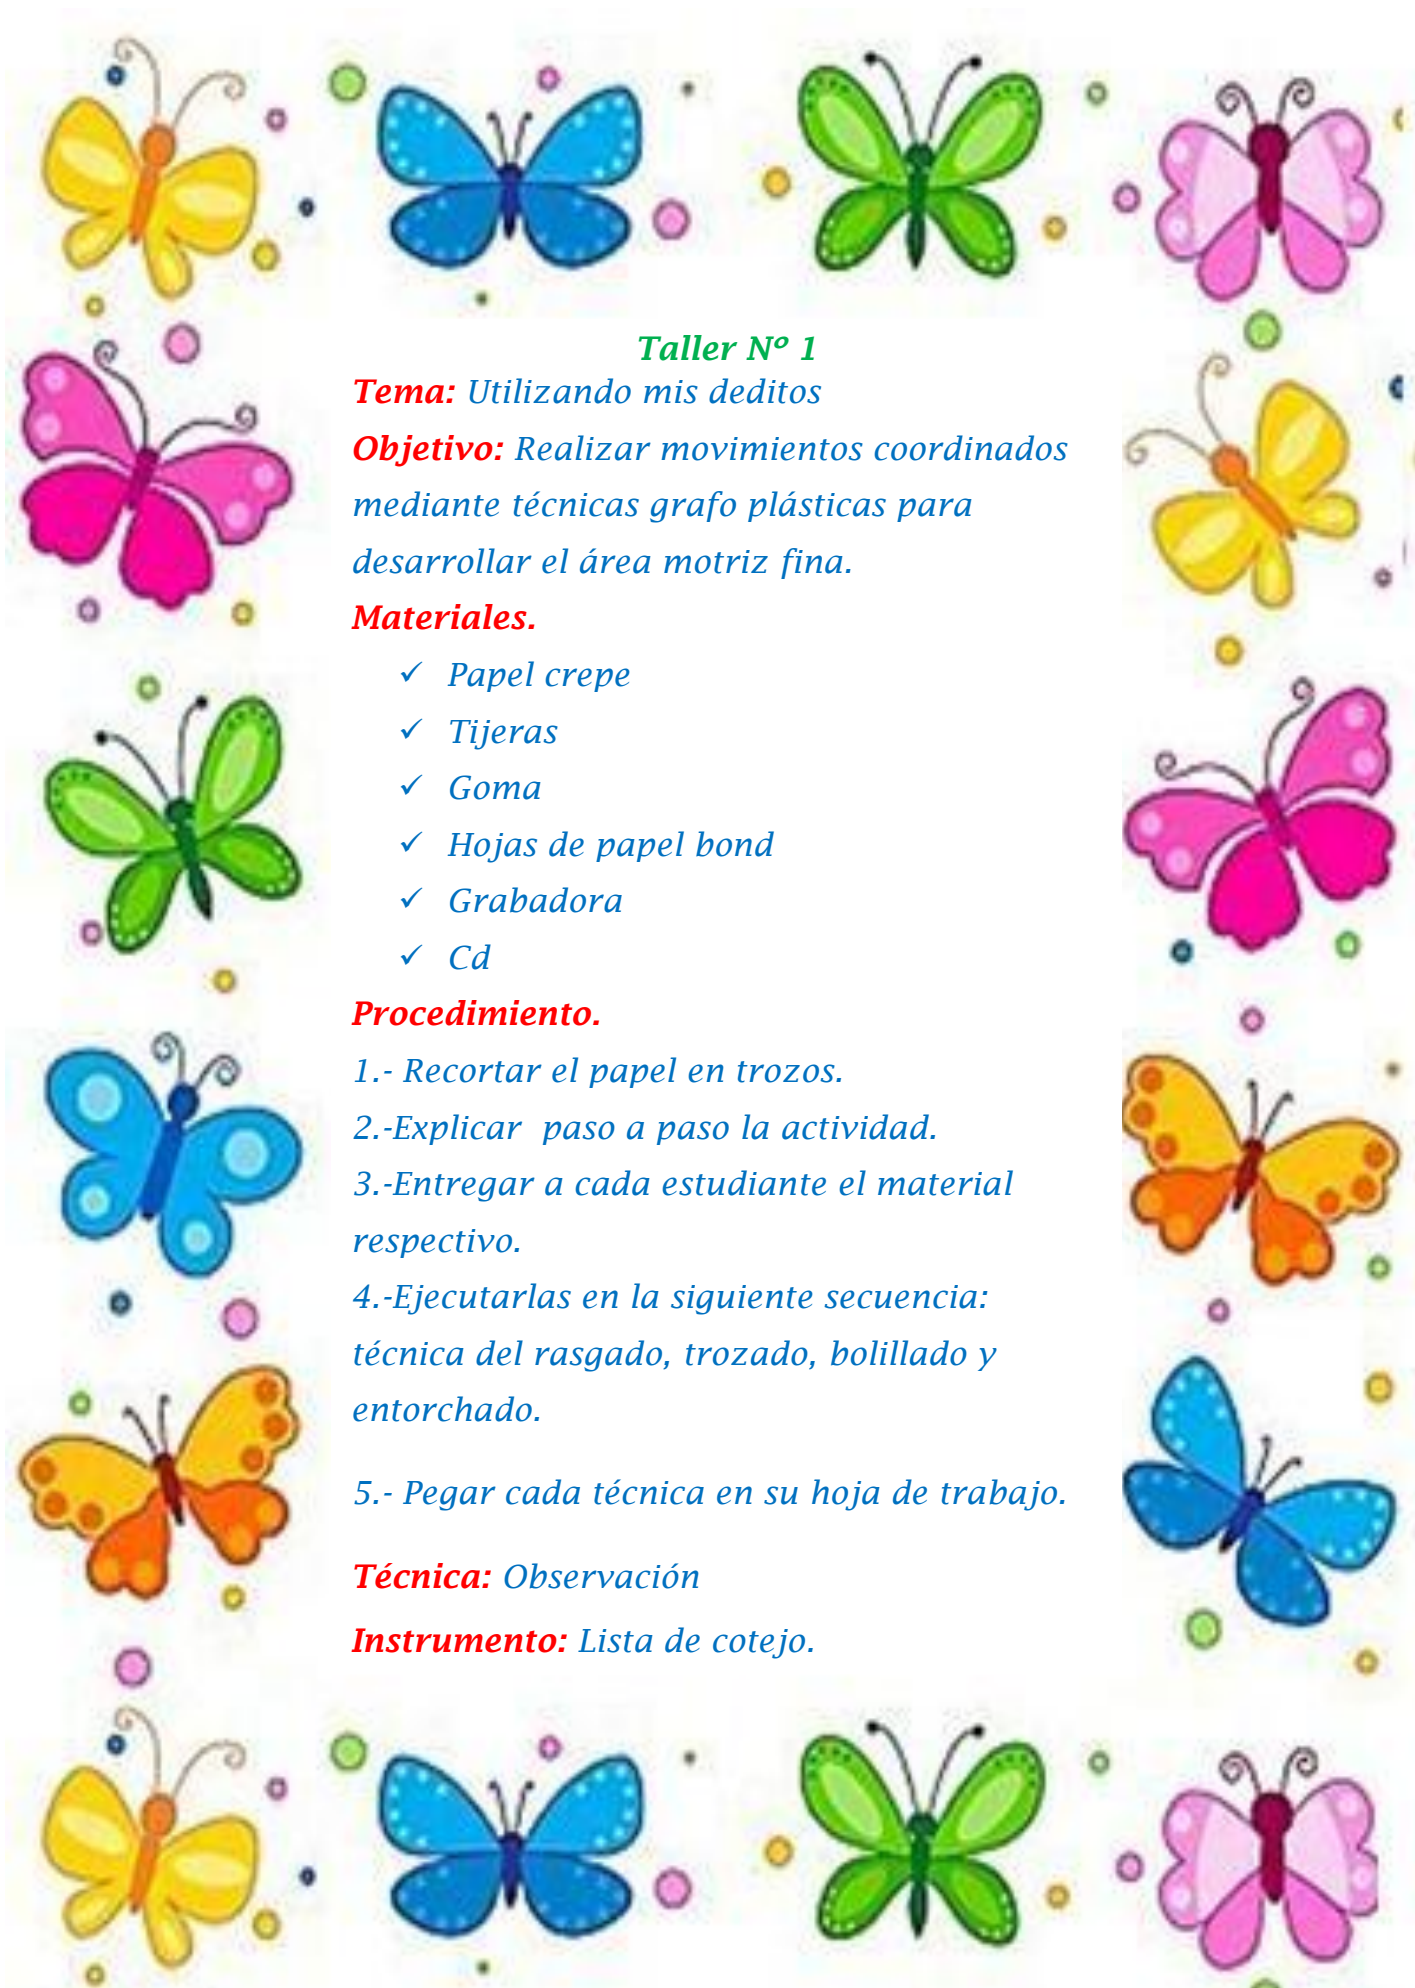 Taller Nº 1
Tema: Utilizando mis deditos
Objetivo: Realizar movimientos coordinados
mediante técnicas grafo plásticas para
desarrollar el área motriz fina.
Materiales.
✓ Papel crepe
✓ Tijeras
✓ Goma
✓ Hojas de papel bond
✓ Grabadora
✓ Cd
Procedimiento.
1.- Recortar el papel en trozos.
2.-Explicar  paso a paso la actividad.
3.-Entregar a cada estudiante el material
respectivo.
4.-Ejecutarlas en la siguiente secuencia:
técnica del rasgado, trozado, bolillado y
entorchado.
5.- Pegar cada técnica en su hoja de trabajo.
Técnica: Observación
Instrumento: Lista de cotejo.